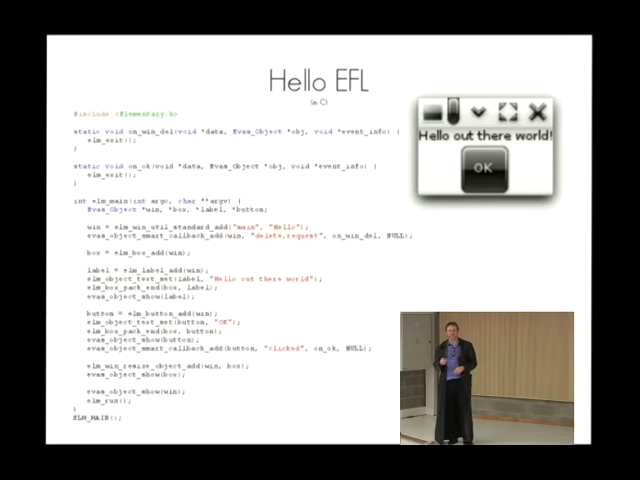 Hello EFL
(in C)
#include <Elementary.h>
static void on_win_del(void *data, Evas_Object *obj, void *event_info) {
elm_exit();
}
static void on_ok(void *data, Evas_Object *obj, void *event_info) {
elm_exit();
}
int elm_main(int argc, char **argv) {
Evas_Object *win, *box, *label, *button;
win = elm_win_util_standard_add("main", "Hello");
evas_object_smart_callback_add(win, "delete,request", on_win_del, NULL);
box = elm_box_add(win);
label = elm_label_add(win);
elm_object_text_set(label, "Hello out there world");
elm_box_pack_end(box, label);
evas_object_show(label);
button = elm_button_add(win);
elm_object_text_set(button, "OK");
elm_box_pack_end(box, button);
evas_object_show(button);
evas_object_smart_callback_add(button, "clicked", on_ok, NULL);
elm_win_resize_object_add(win, box);
evas_object_show(box);
evas_object_show(win);
elm_run();
}
ELM_MAIN();
Hello out there world!
OK